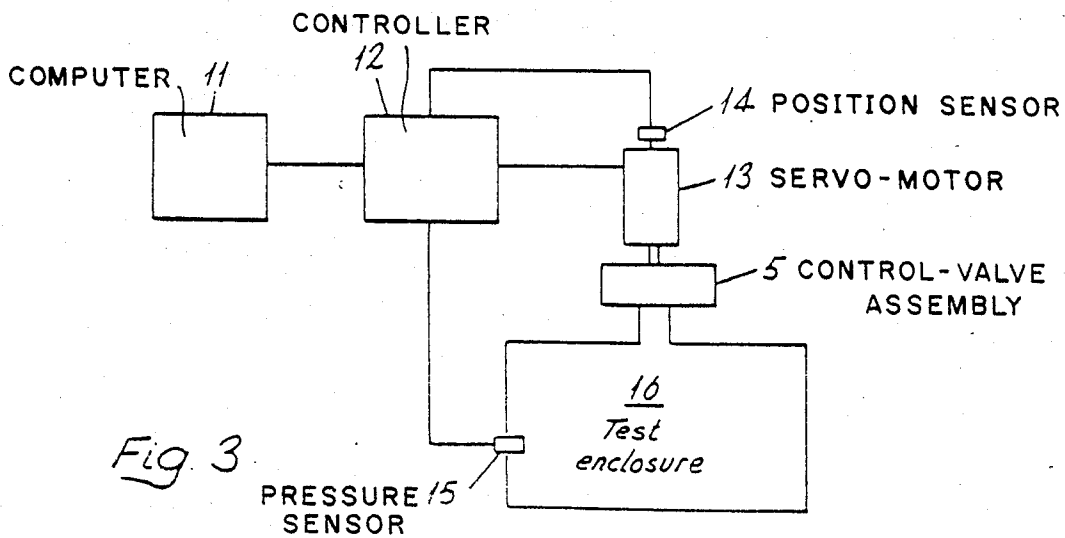 CONTROLLER
12
COMPUTER 11
14 POSITION SENSOR
13 SERVO-MOTOR
5 CONTROL-VALVE
ASSEMBLY
16
Test
enclosure
Fig. 3
PRESSURE 15
SENSOR